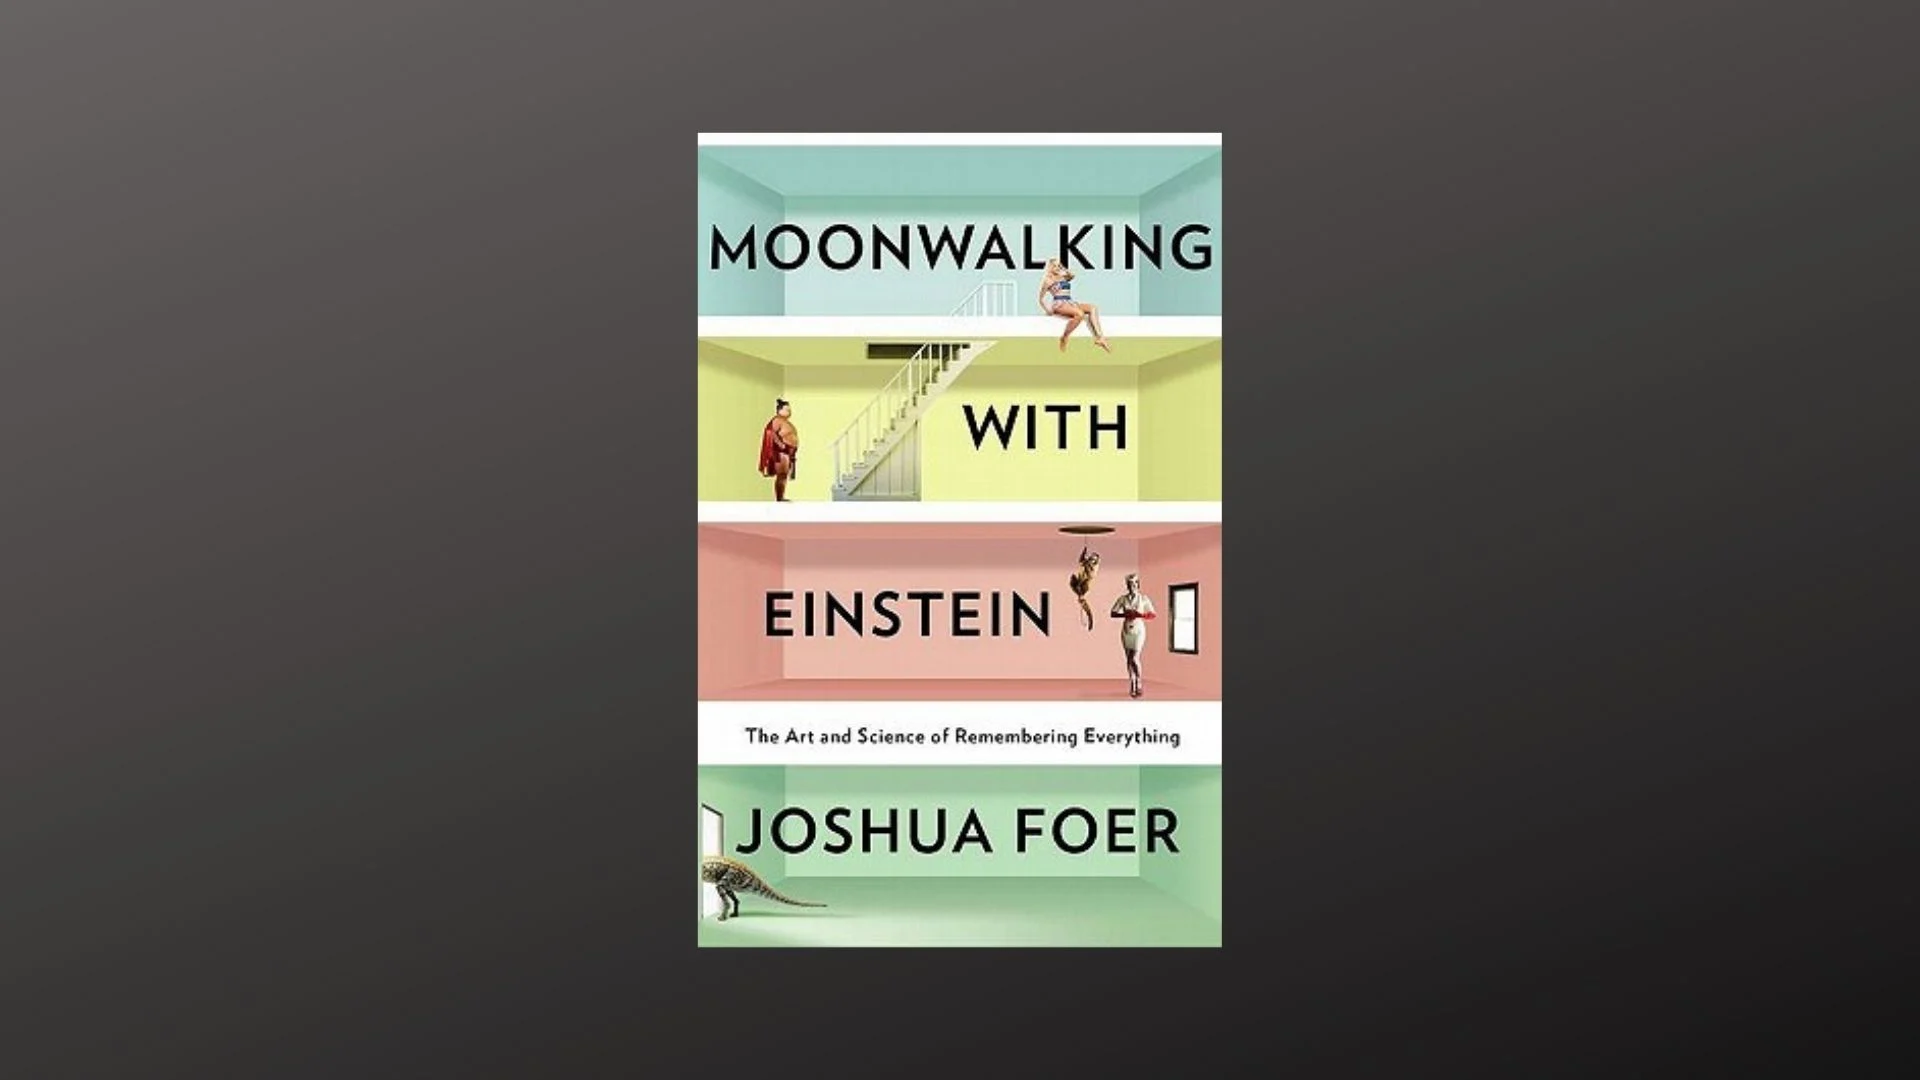 MOONWALKING
WITH
EINSTEIN
The Art and Science of Remembering Everything
JOSHUA FOER